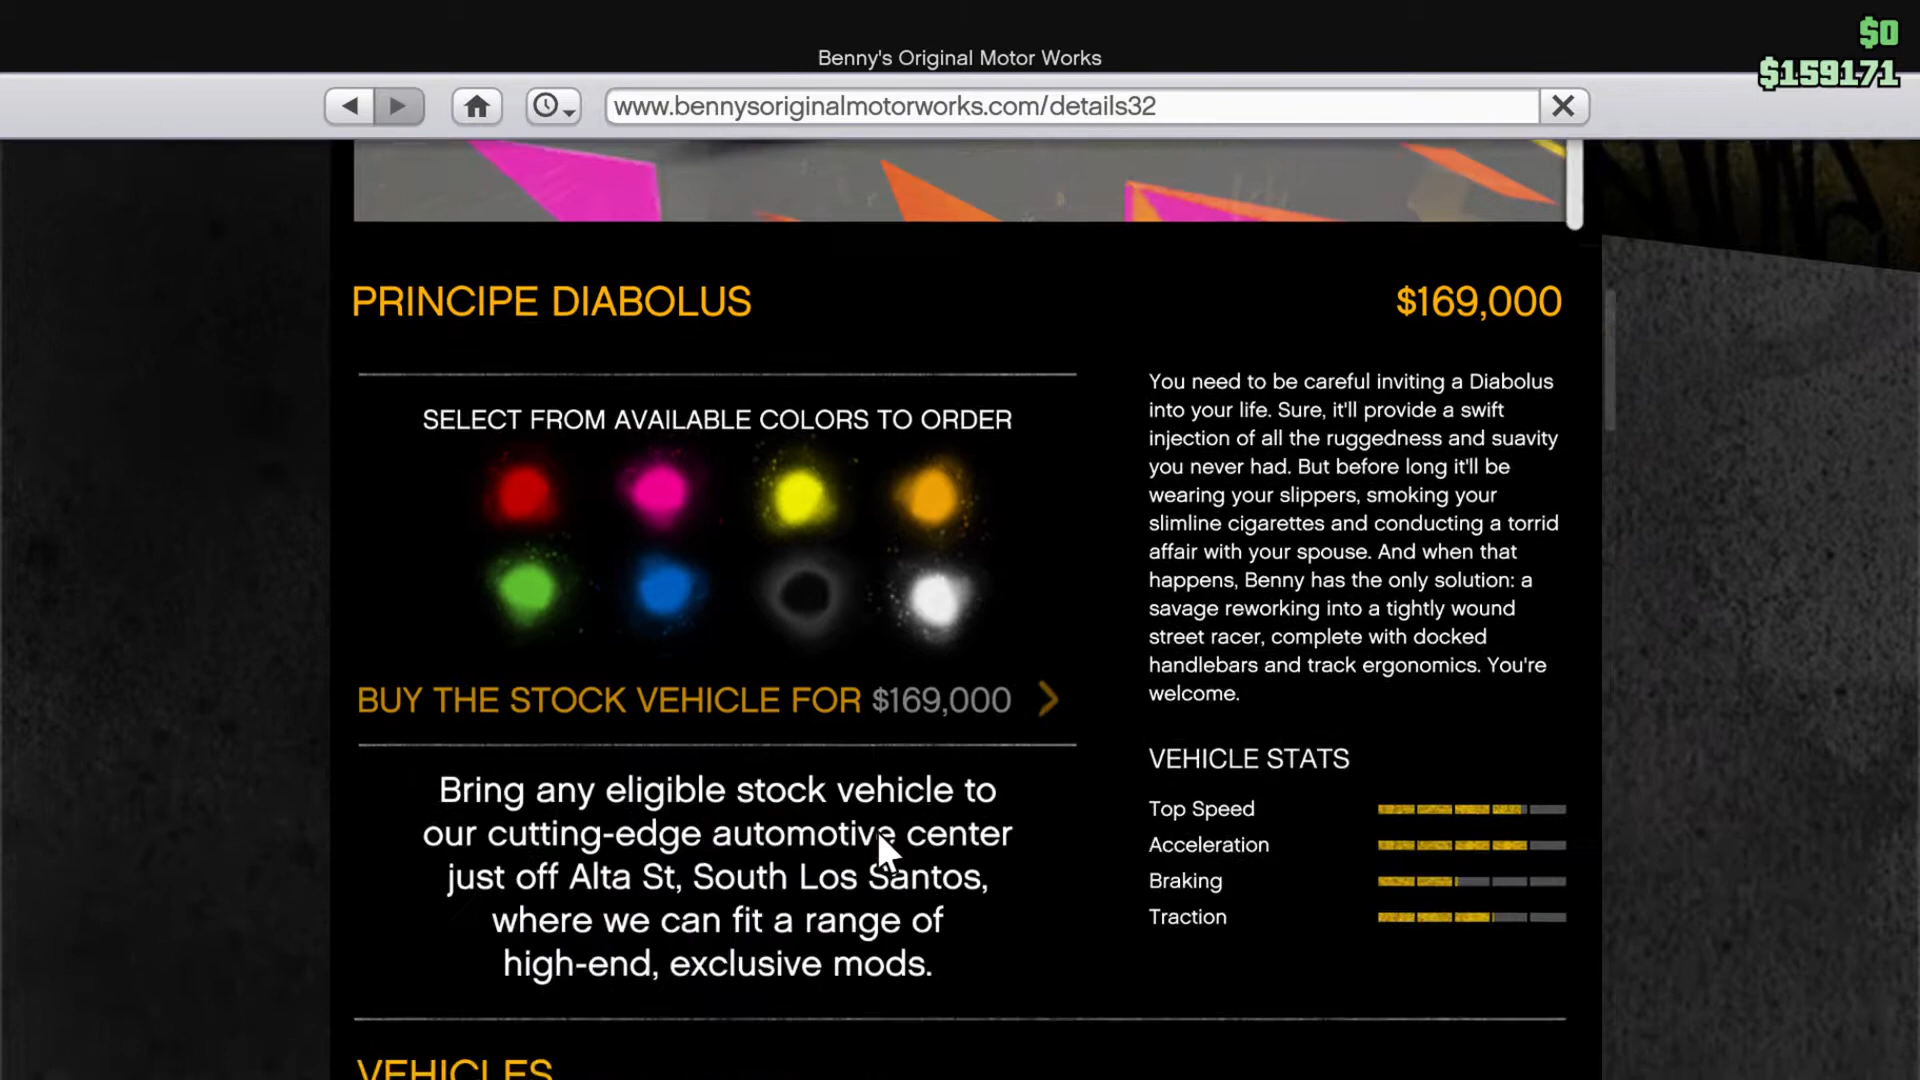 $0
Benny's Original Motor Works
$159171
www.bennysoriginalmotorworks.com/details32
PRINCIPE DIABOLUS
$169,000
SELECT FROM AVAILABLE COLORS TO ORDER
BUY THE STOCK VEHICLE FOR $169,000
Bring any eligible stock vehicle to
our cutting-edge automotive center
just off Alta St, South Los Santos,
where we can fit a range of
high-end, exclusive mods.
You need to be careful inviting a Diabolus
into your life. Sure, it'll provide a swift
injection of all the ruggedness and suavity
you never had. But before long it'll be
wearing your slippers, smoking your
slimline cigarettes and conducting a torrid
affair with your spouse. And when that
happens, Benny has the only solution: a
savage reworking into a tightly wound
street racer, complete with docked
handlebars and track ergonomics. You're
welcome.
VEHICLE STATS
Top Speed
Acceleration
Braking
Traction
VEHICLES